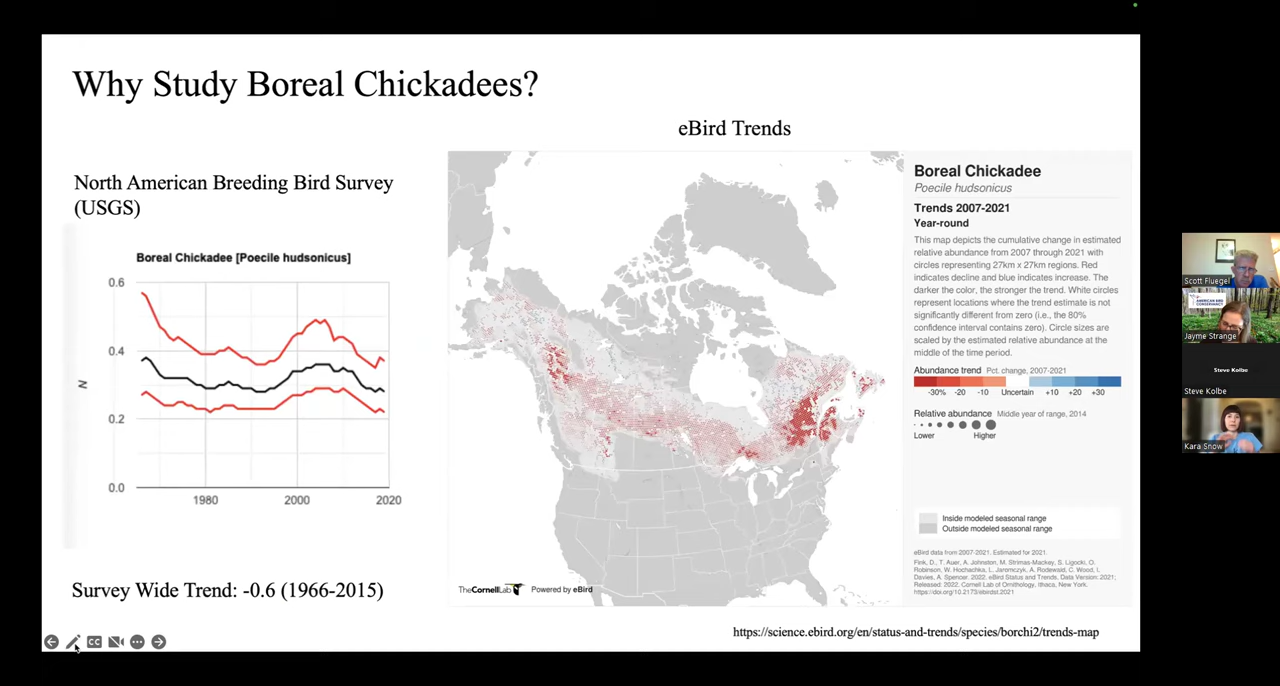 Why Study Boreal Chickadees?
North American Breeding Bird Survey
(USGS)
Boreal Chickadee [Poecile hudsonicus]
0.6
0.4
0.2
0.0
N
1980
2000
2020
Survey Wide Trend: -0.6 (1966-2015)
eBird Trends
Boreal Chickadee
Poecile hudsonicus
Trends 2007-2021
Year-round
This map depicts the cumulative change in estimated
relative abundance from 2007 through 2021 with
circles representing 27km x 27km regions. Red
indicates decline and blue indicates increase. The
darker the color, the stronger the trend. White circles
represent locations where the trend estimate is not
significantly different from zero (i.e., the 80%
confidence interval contains zero). Circle sizes are
scaled by the estimated relative abundance at the
middle of the time period.
Abundance trend Pct. change, 2007-2021
-30% -20 -10 Uncertain +10 +20 +30
Relative abundance Middle year of range, 2014
Lower Higher
Inside modeled seasonal range
Outside modeled seasonal range
eBird data from 2007-2021. Estimated for 2021.
Fink, D., T. Auer, A. Johnston, M. Strimas-Mackey, S. Ligocki, O.
Robinson, W. Hochachka, L. Jaromczyk, A. Rodewald, C. Wood, I.
Davies, A. Spencer. 2022. eBird Status and Trends, Data Version: 2021;
Released: 2022. Cornell Lab of Ornithology, Ithaca, New York.
https://doi.org/10.2173/ebirdst.2021
TheCornellLab Powered by eBird
https://science.ebird.org/en/status-and-trends/species/borchi2/trends-map
CC
Scott Fluegel
AMERICAN BIRD
CONSERVANCY
Jayme Strange
Steve Kolbe
Steve Kolbe
Kara Snow